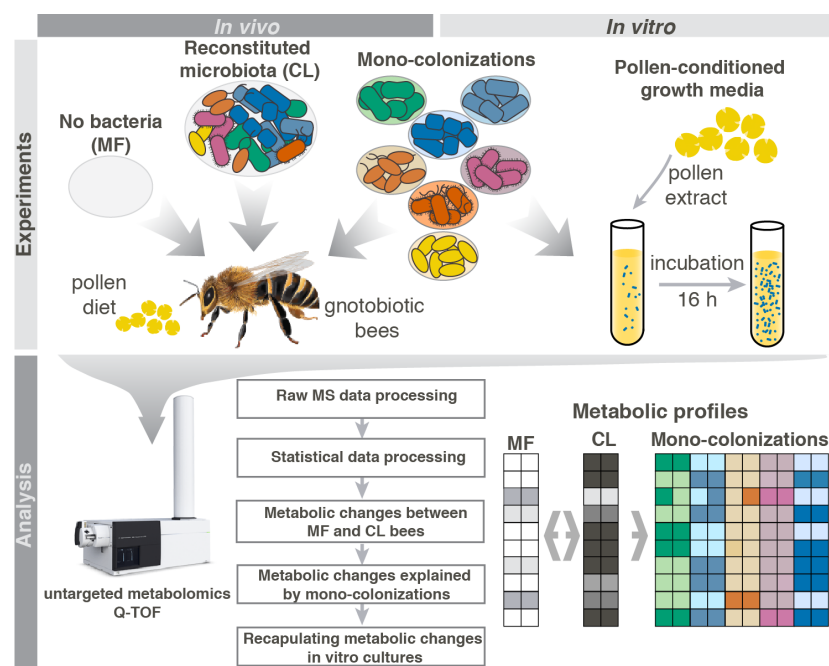 In vivo
In vitro
Experiments
No bacteria
(MF)
Reconstituted
microbiota (CL)
Mono-colonizations
Pollen-conditioned
growth media
pollen
extract
pollen
diet
gnotobiotic
bees
incubation
16 h
Analysis
untargeted metabolomics
Q-TOF
Raw MS data processing
Statistical data processing
Metabolic changes between
MF and CL bees
Metabolic changes explained
by mono-colonizations
Recapulating metabolic changes
in vitro cultures
Metabolic profiles
MF
CL
Mono-colonizations